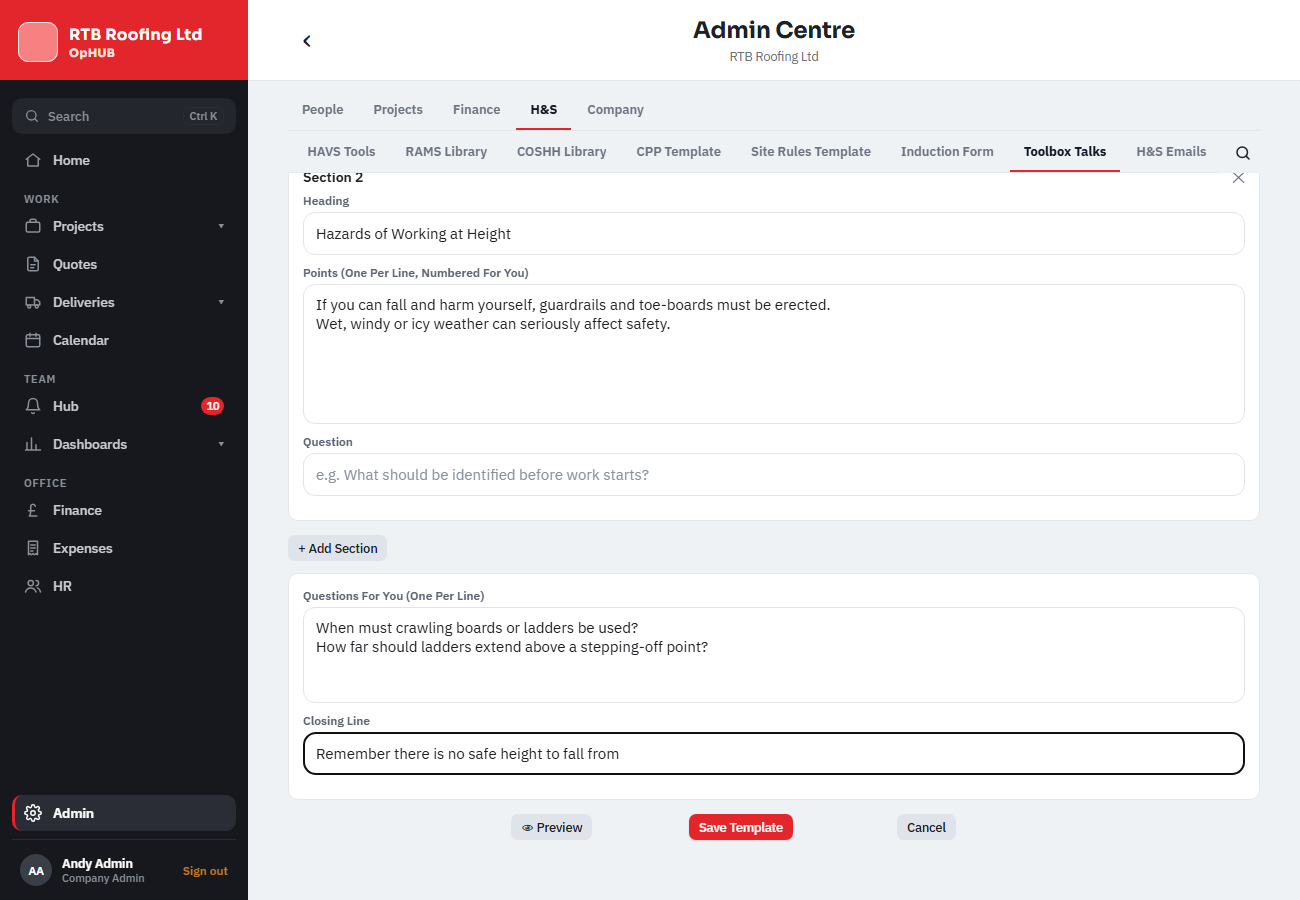 RTB Roofing Ltd
OpHUB
Search
Ctrl K
Home
WORK
Projects
Quotes
Deliveries
Calendar
TEAM
Hub
10
Dashboards
OFFICE
Finance
Expenses
HR
Admin
AA
Andy Admin
Company Admin
Sign out
Admin Centre
RTB Roofing Ltd
People
Projects
Finance
H&S
Company
HAVS Tools
RAMS Library
COSHH Library
CPP Template
Site Rules Template
Induction Form
Toolbox Talks
H&S Emails
Section 2
Heading
Hazards of Working at Height
Points (One Per Line, Numbered For You)
If you can fall and harm yourself, guardrails and toe-boards must be erected.
Wet, windy or icy weather can seriously affect safety.
Question
e.g. What should be identified before work starts?
+ Add Section
Questions For You (One Per Line)
When must crawling boards or ladders be used?
How far should ladders extend above a stepping-off point?
Closing Line
Remember there is no safe height to fall from
Preview
Save Template
Cancel